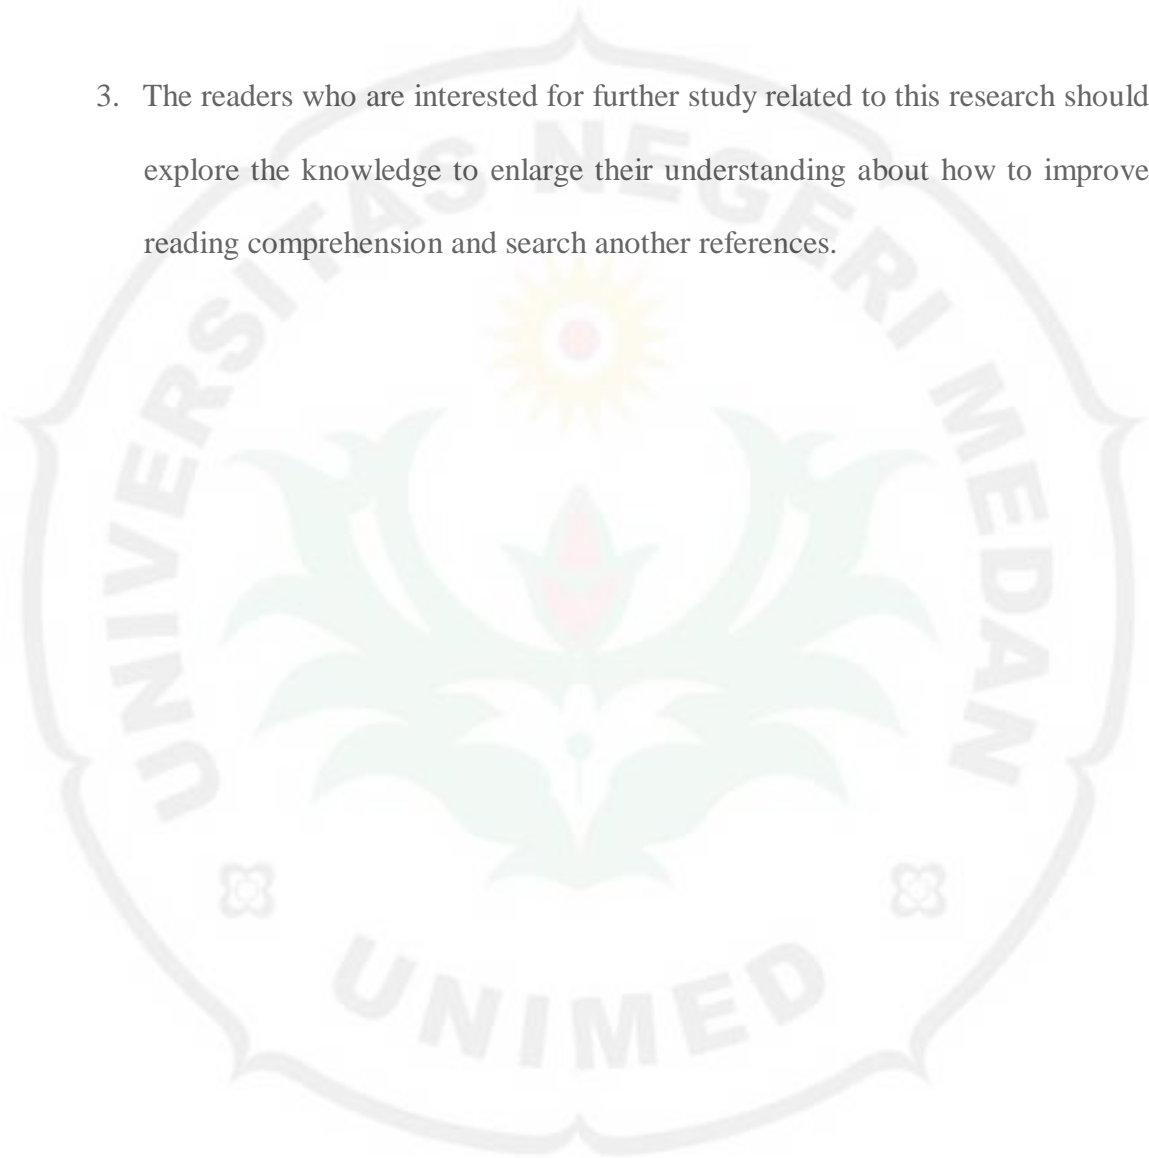 3. The readers who are interested for further study related to this research should
explore the knowledge to enlarge their understanding about how to improve
reading comprehension and search another references.
UNIVERSITAS NEGERI MEDAN
UNIMED